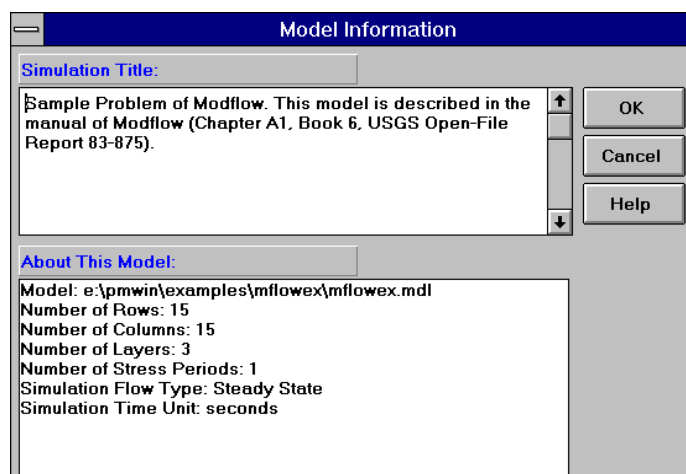 Model Information
Simulation Title:
Sample Problem of Modflow. This model is described in the
manual of Modflow (Chapter A1, Book 6, USGS Open-File
Report 83-875).
OK
Cancel
Help
About This Model:
Model: e:\pmwin\examples\mflowex\mflowex.mdl
Number of Rows: 15
Number of Columns: 15
Number of Layers: 3
Number of Stress Periods: 1
Simulation Flow Type: Steady State
Simulation Time Unit: seconds